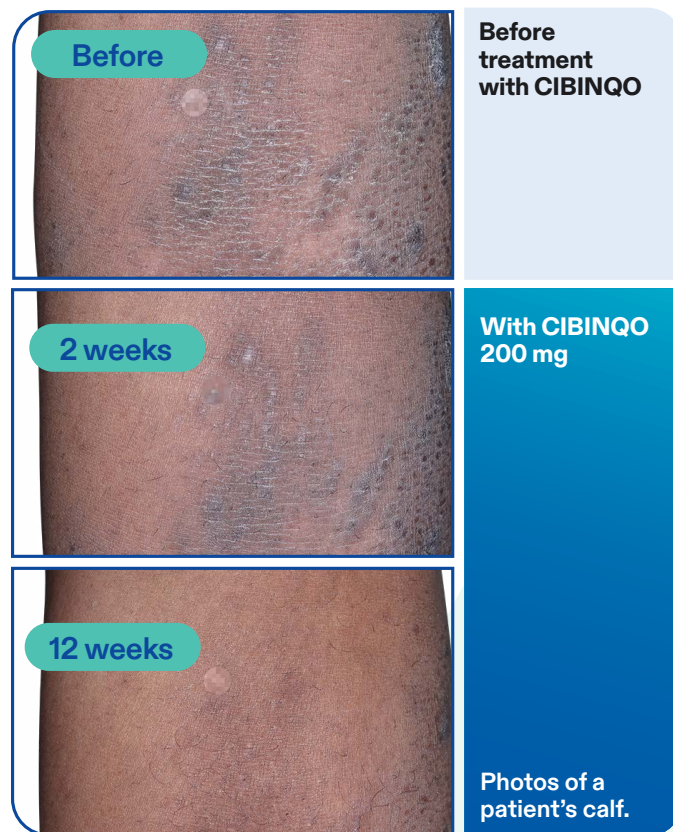 Before
Before
treatment
with CIBINQO
2 weeks
With CIBINQO
200 mg
12 weeks
Photos of a
patient’s calf.